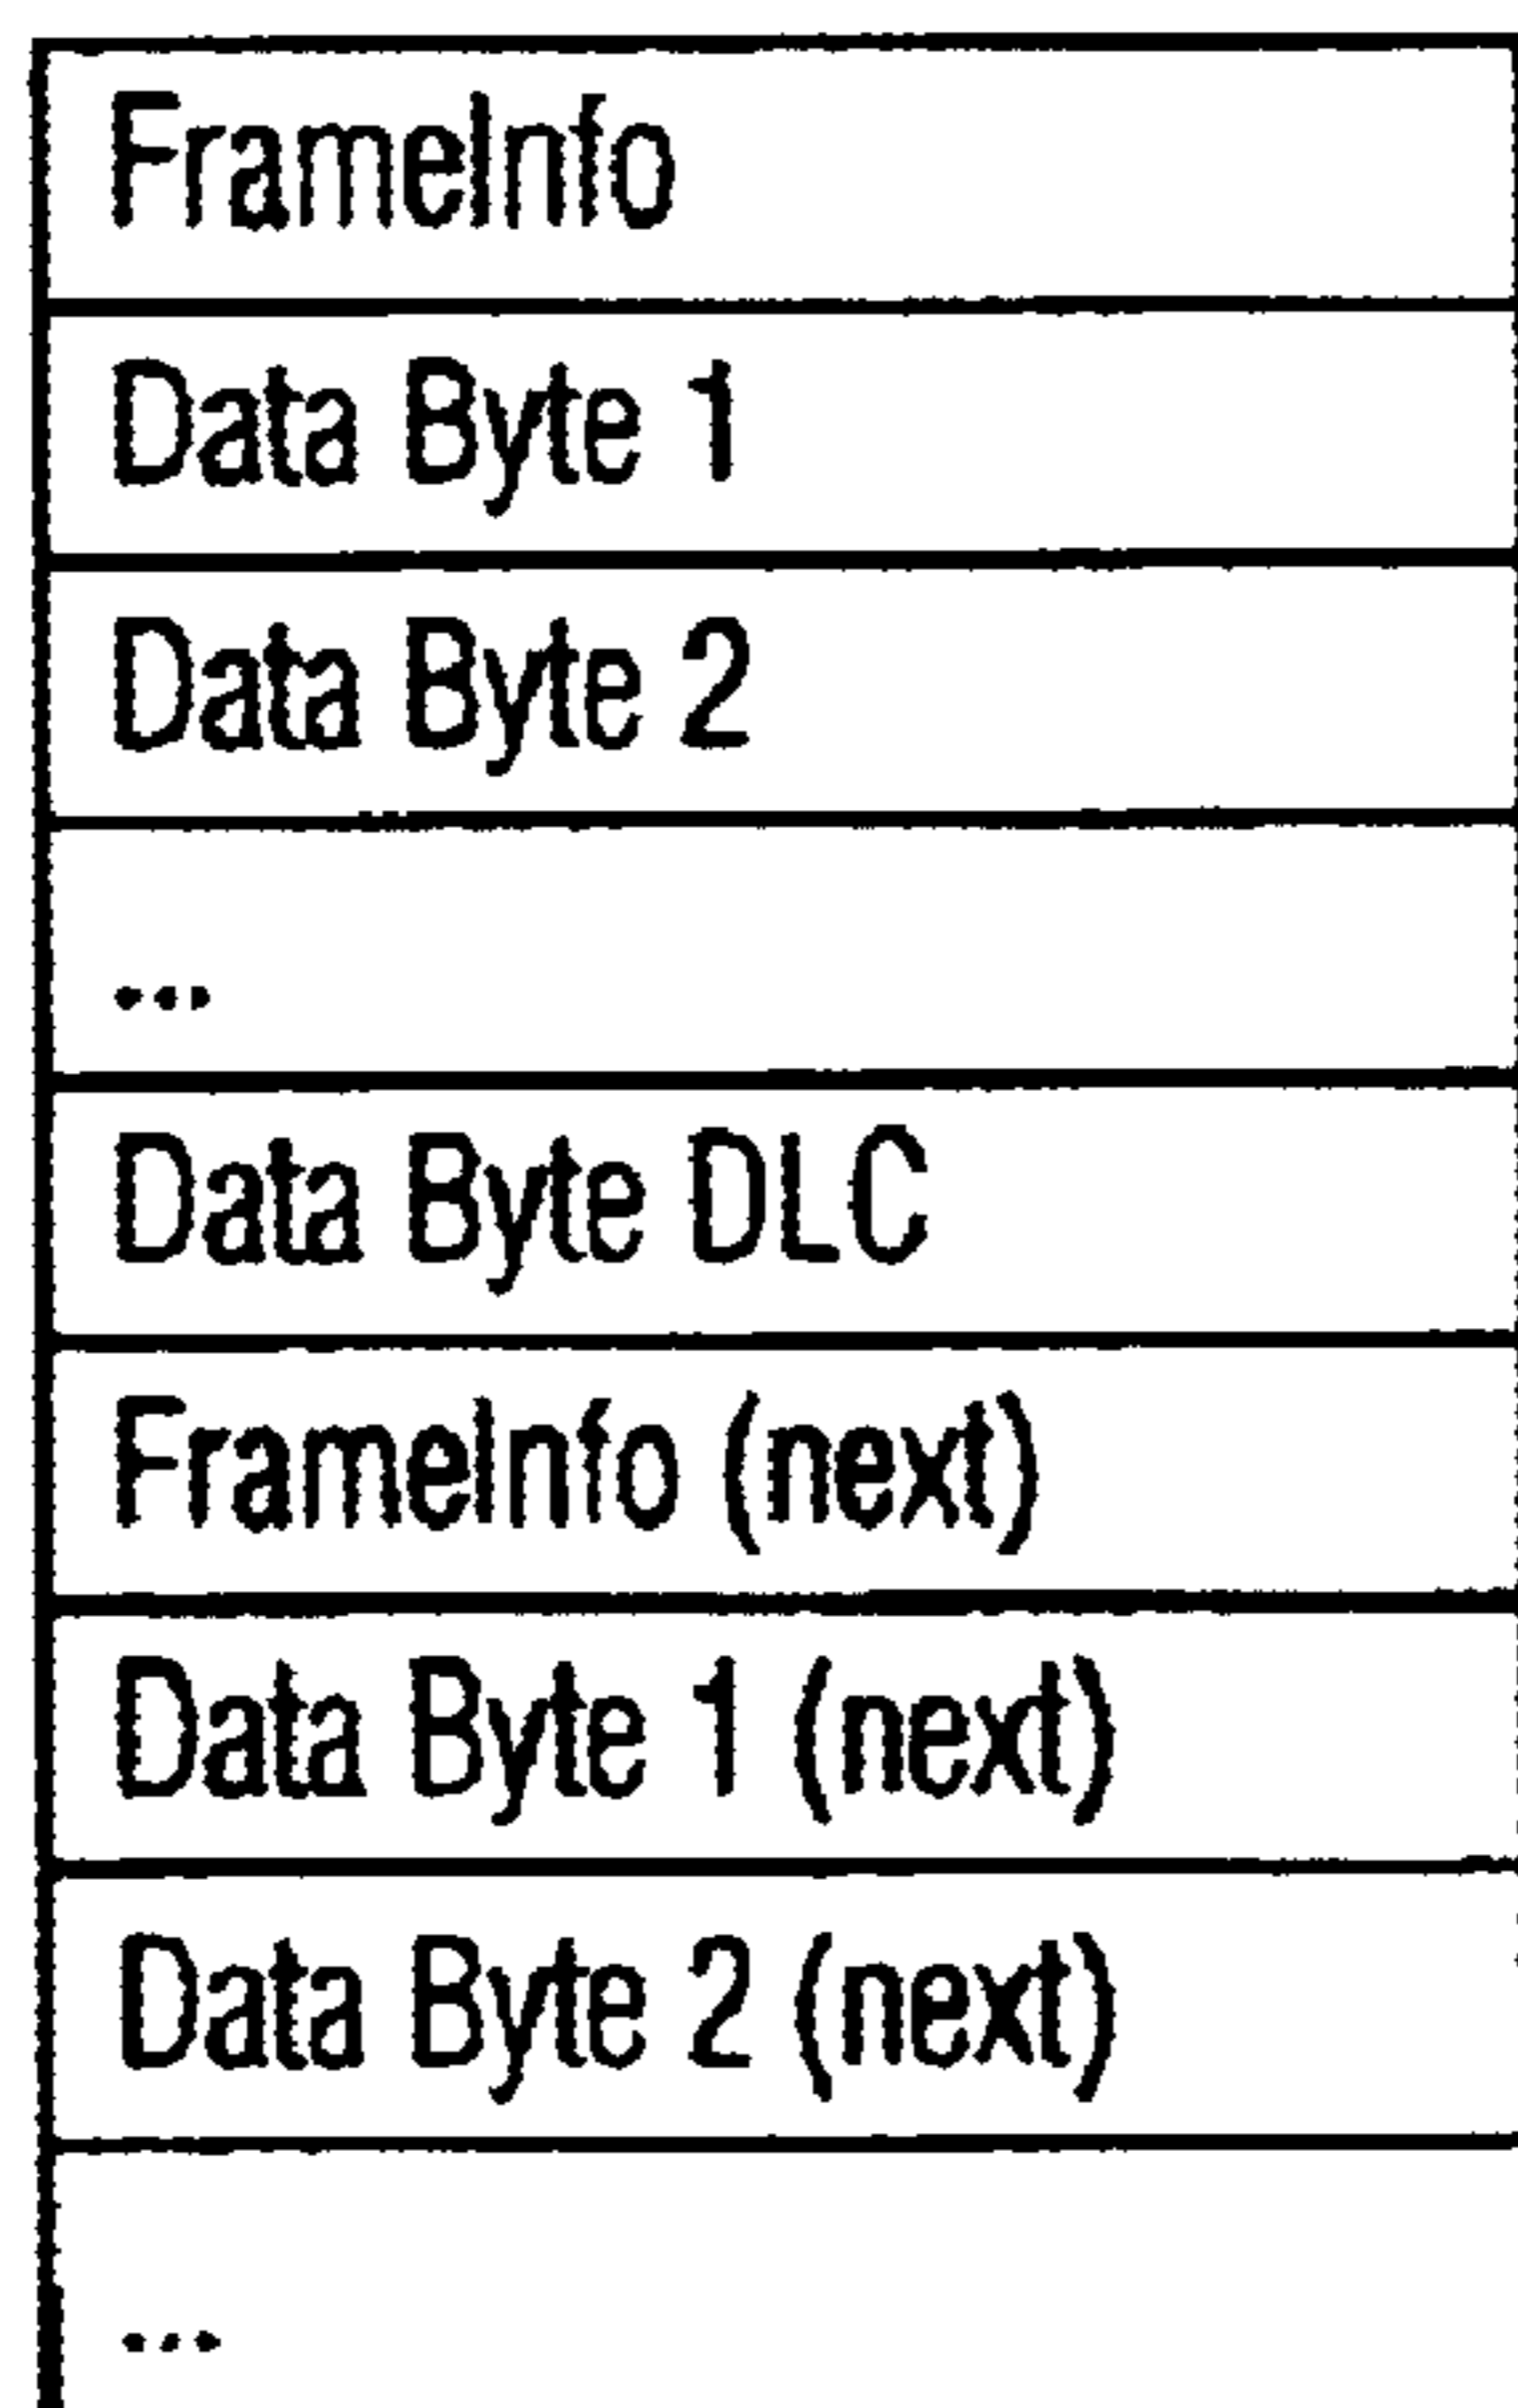 FrameInfo
Data Byte 1
Data Byte 2
...
Data Byte DLC
FrameInfo (next)
Data Byte 1 (next)
Data Byte 2 (next)
...